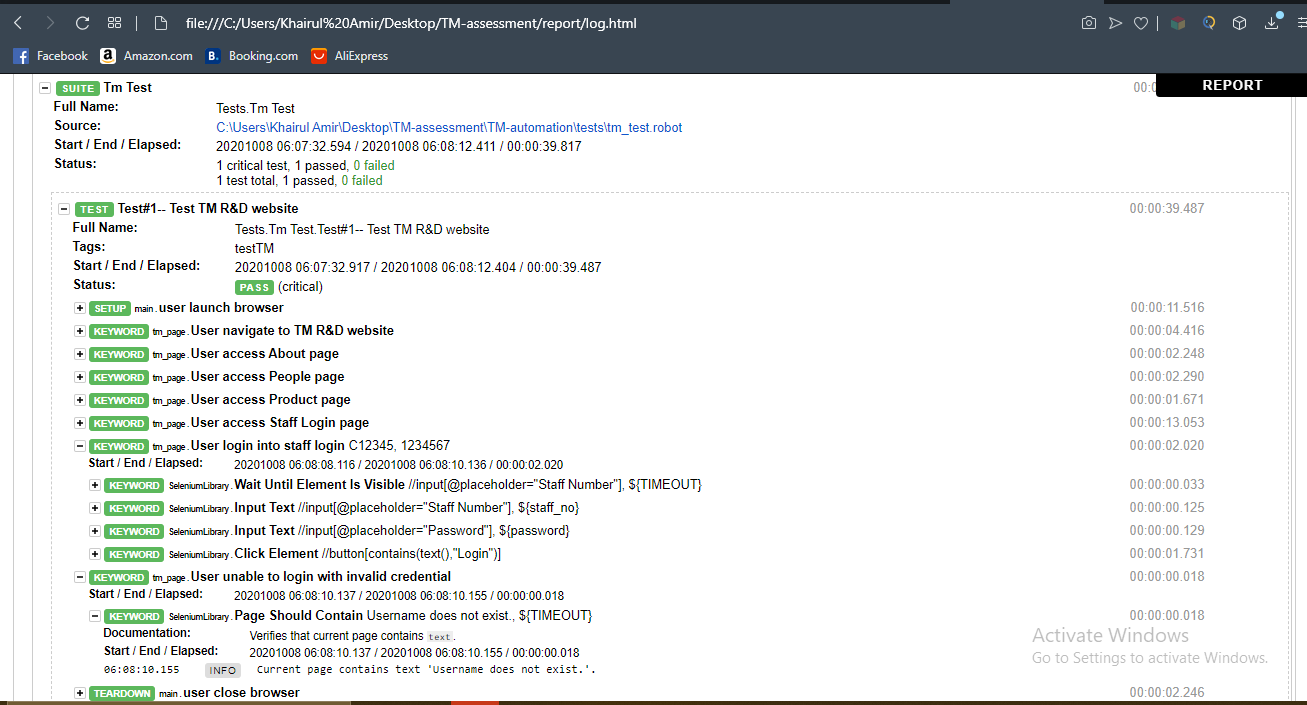 file:///C:/Users/Khairul%20Amir/Desktop/TM-assessment/report/log.html
Facebook Amazon.com B. Booking.com AliExpress
SUITE Tm Test 00:0 REPORT
Full Name: Tests.Tm Test
Source: C:\Users\Khairul Amir\Desktop\TM-assessment\TM-automation\tests\tm_test.robot
Start / End / Elapsed: 20201008 06:07:32.594 / 20201008 06:08:12.411 / 00:00:39.817
Status: 1 critical test, 1 passed, 0 failed
1 test total, 1 passed, 0 failed
TEST Test#1-- Test TM R&D website 00:00:39.487
Full Name: Tests.Tm Test.Test#1-- Test TM R&D website
Tags: testTM
Start / End / Elapsed: 20201008 06:07:32.917 / 20201008 06:08:12.404 / 00:00:39.487
Status: PASS (critical)
SETUP main . user launch browser 00:00:11.516
KEYWORD tm_page . User navigate to TM R&D website 00:00:04.416
KEYWORD tm_page . User access About page 00:00:02.248
KEYWORD tm_page . User access People page 00:00:02.290
KEYWORD tm_page . User access Product page 00:00:01.671
KEYWORD tm_page . User access Staff Login page 00:00:13.053
KEYWORD tm_page . User login into staff login C12345, 1234567 00:00:02.020
Start / End / Elapsed: 20201008 06:08:08.116 / 20201008 06:08:10.136 / 00:00:02.020
KEYWORD SeleniumLibrary . Wait Until Element Is Visible //input[@placeholder="Staff Number"], ${TIMEOUT} 00:00:00.033
KEYWORD SeleniumLibrary . Input Text //input[@placeholder="Staff Number"], ${staff_no} 00:00:00.125
KEYWORD SeleniumLibrary . Input Text //input[@placeholder="Password"], ${password} 00:00:00.129
KEYWORD SeleniumLibrary . Click Element //button[contains(text(),"Login")] 00:00:01.731
KEYWORD tm_page . User unable to login with invalid credential 00:00:00.018
Start / End / Elapsed: 20201008 06:08:10.137 / 20201008 06:08:10.155 / 00:00:00.018
KEYWORD SeleniumLibrary . Page Should Contain Username does not exist., ${TIMEOUT} 00:00:00.018
Documentation: Verifies that current page contains text.
Start / End / Elapsed: 20201008 06:08:10.137 / 20201008 06:08:10.155 / 00:00:00.018
06:08:10.155 INFO Current page contains text 'Username does not exist.'.
TEARDOWN main . user close browser 00:00:02.246
Activate Windows
Go to Settings to activate Windows.